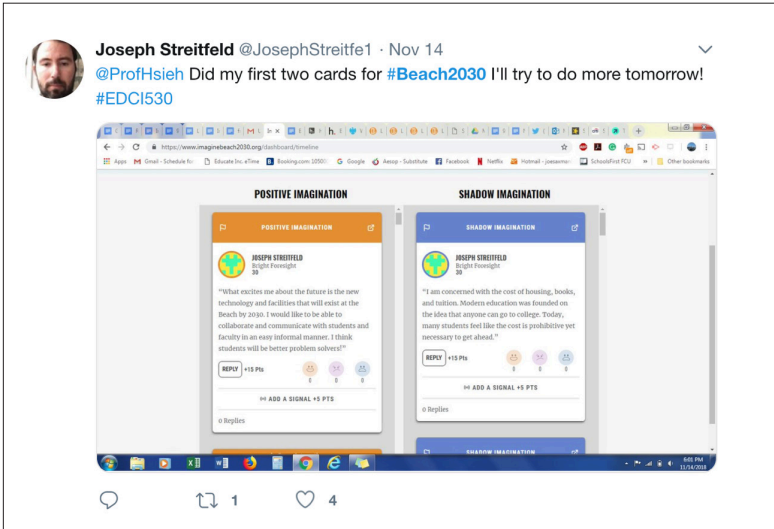 Joseph Streitfeld @JosephStreitfe1 · Nov 14
@ProfHsieh Did my first two cards for #Beach2030 I'll try to do more tomorrow!
#EDCI530
https://www.imaginebeach2030.org/dashboard/timeline
Apps Gmail - Schedule for Educate Inc. eTime Booking.com: 10500 Google Aesop - Substitute Facebook Netflix Hotmail - joeserman SchoolsFirst FCU » Other bookmarks
POSITIVE IMAGINATION SHADOW IMAGINATION
POSITIVE IMAGINATION
JOSEPH STREITFELD
Bright Foresight
30
“What excites me about the future is the new
technology and facilities that will exist at the
Beach by 2030. I would like to be able to
collaborate and communicate with students and
faculty in an easy informal manner. I think
students will be better problem solvers!”
REPLY +15 Pts
0 0 0
ADD A SIGNAL +5 PTS
0 Replies
SHADOW IMAGINATION
JOSEPH STREITFELD
Bright Foresight
30
“I am concerned with the cost of housing, books,
and tuition. Modern education was founded on
the idea that anyone can go to college. Today,
many students feel like the cost is prohibitive yet
necessary to get ahead.”
REPLY +15 Pts
0 0 0
ADD A SIGNAL +5 PTS
0 Replies
6:01 PM
11/14/2018
1 4